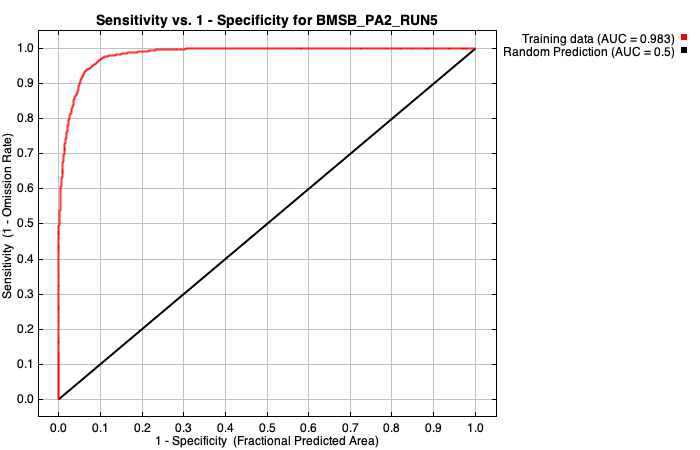 Sensitivity vs. 1 - Specificity for BMSB_PA2_RUN5
Training data (AUC = 0.983)
Random Prediction (AUC = 0.5)
Sensitivity (1 - Omission Rate)
1.0
0.9
0.8
0.7
0.6
0.5
0.4
0.3
0.2
0.1
0.0
0.0 0.1 0.2 0.3 0.4 0.5 0.6 0.7 0.8 0.9 1.0
1 - Specificity (Fractional Predicted Area)